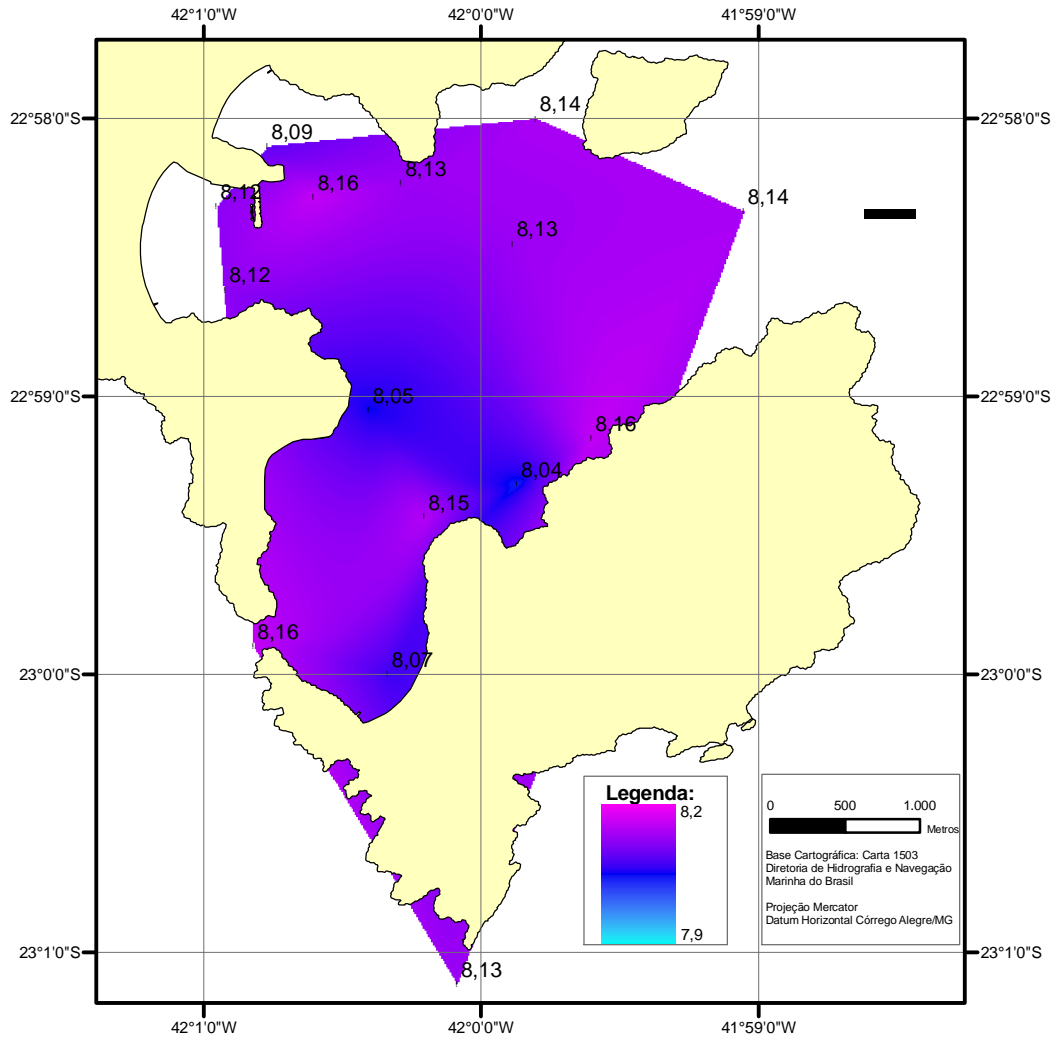 42°1'0"W 42°0'0"W 41°59'0"W
22°58'0"S 22°58'0"S
8,14
8,09
8,13
8,16
8,12
8,14
8,13
8,12
22°59'0"S 22°59'0"S
8,05
8,16
8,04
8,15
8,16
8,07
23°0'0"S 23°0'0"S
Legenda:
8,2
7,9
0 500 1.000
Metros
Base Cartográfica: Carta 1503
Diretoria de Hidrografia e Navegação
Marinha do Brasil
Projeção Mercator
Datum Horizontal Córrego Alegre/MG
23°1'0"S 23°1'0"S
8,13
42°1'0"W 42°0'0"W 41°59'0"W